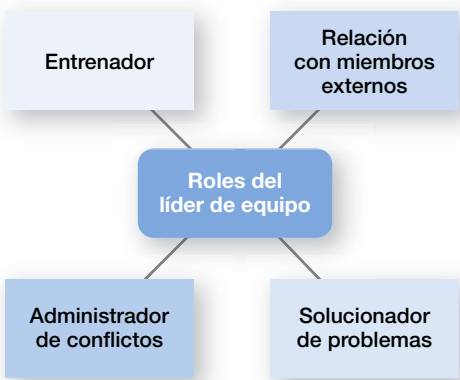 Entrenador
Relación
con miembros
externos
Roles del
líder de equipo
Administrador
de conflictos
Solucionador
de problemas